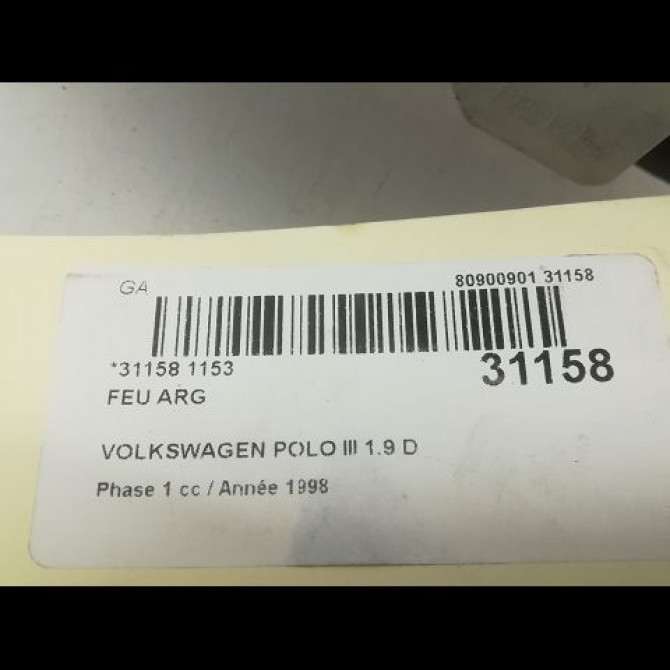 GA
80900901 31158
*31158 1153
31158
FEU ARG
VOLKSWAGEN POLO III 1.9 D
Phase 1 cc / Année 1998